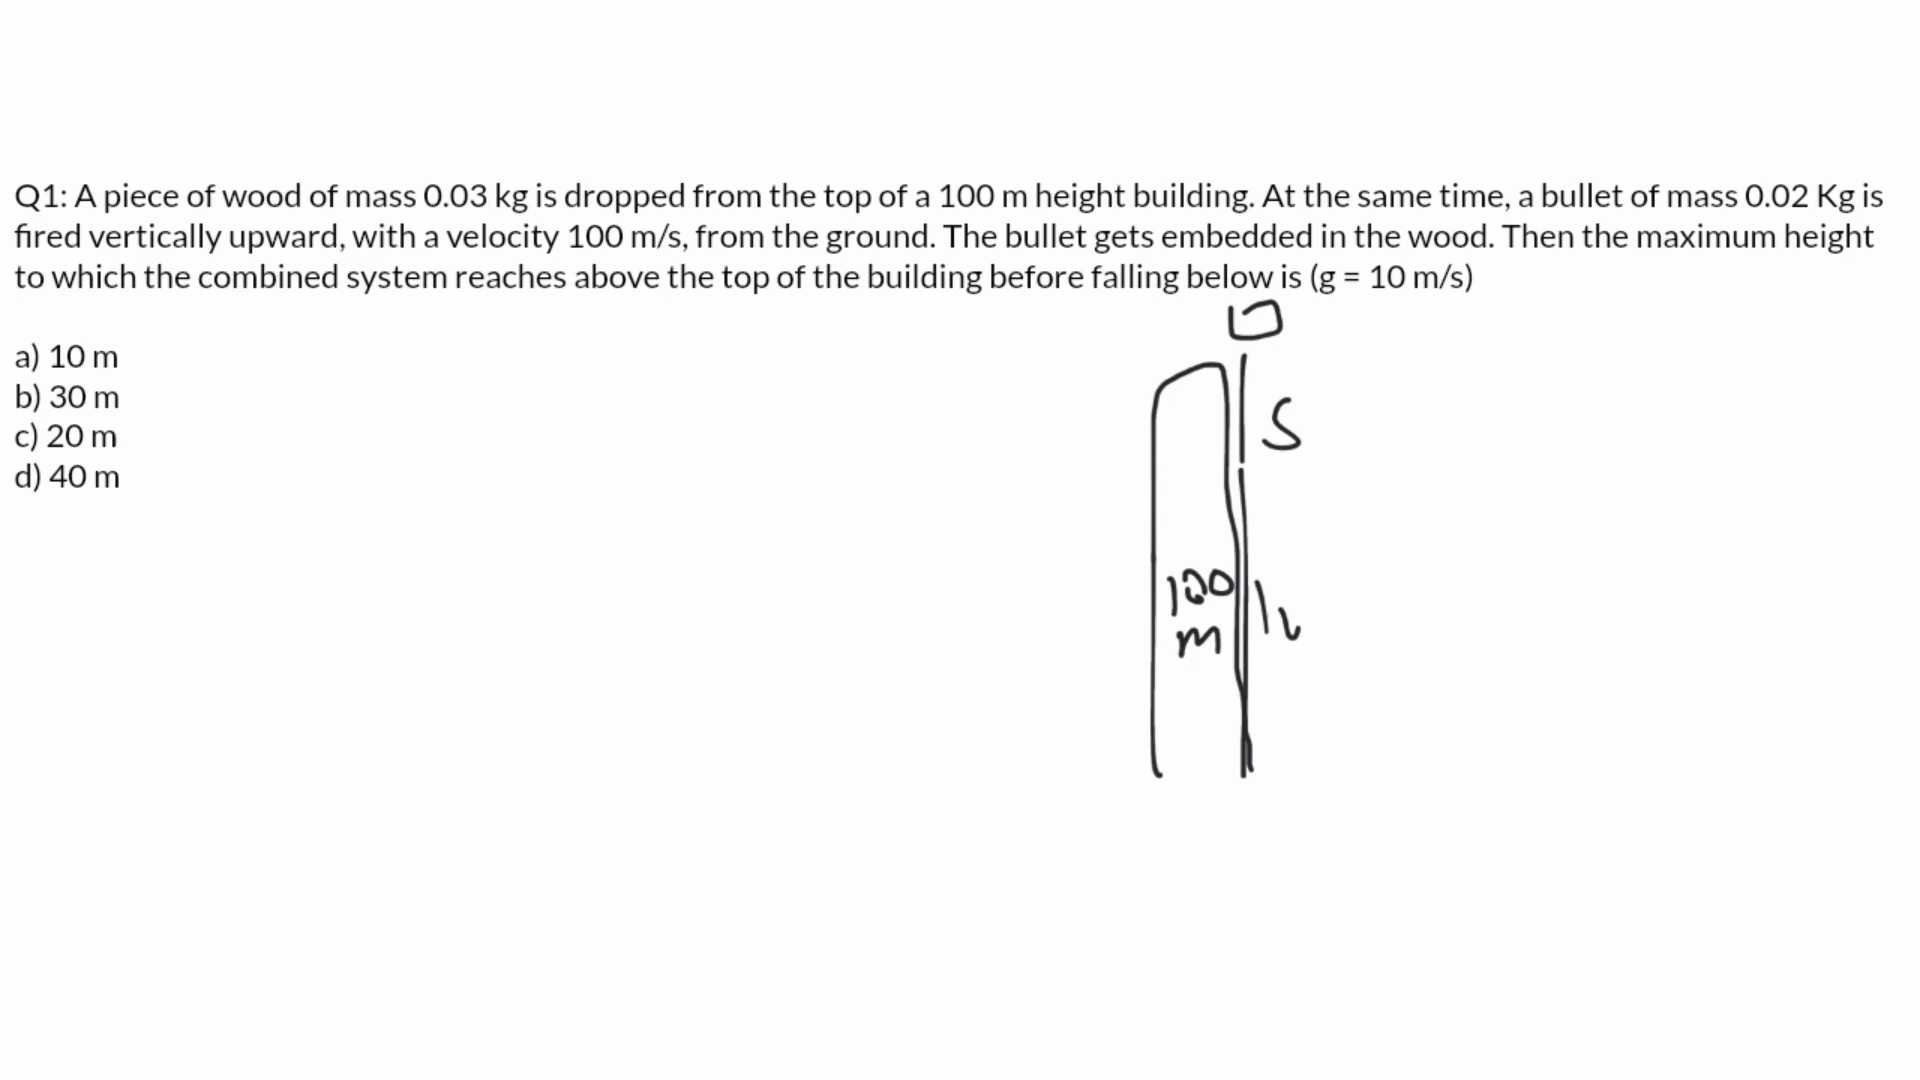 Q1: A piece of wood of mass 0.03 kg is dropped from the top of a 100 m height building. At the same time, a bullet of mass 0.02 Kg is
fired vertically upward, with a velocity 100 m/s, from the ground. The bullet gets embedded in the wood. Then the maximum height
to which the combined system reaches above the top of the building before falling below is (g = 10 m/s)
a) 10 m
b) 30 m
c) 20 m
d) 40 m
S
100
m